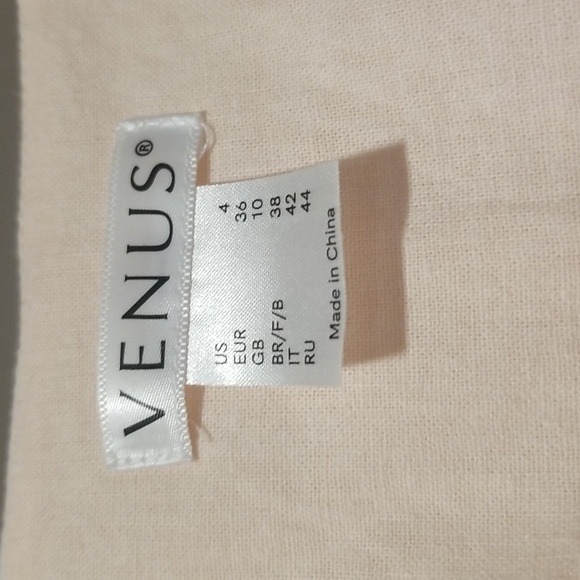 VENUS®
US 4
EUR 36
GB 10
BR/F/B 38
IT 42
RU 44
Made in China